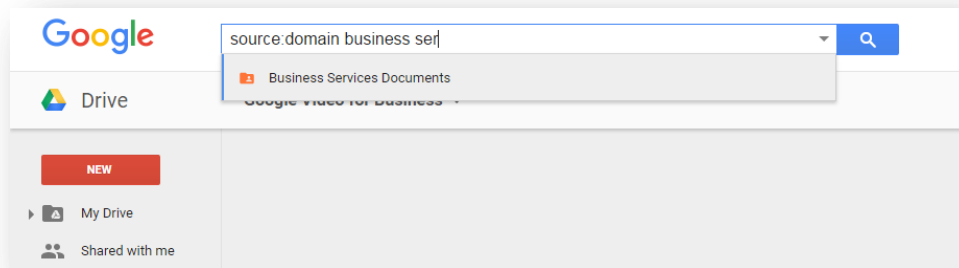 Google
source:domain business ser
Business Services Documents
Drive
Google Video for Business
NEW
My Drive
Shared with me